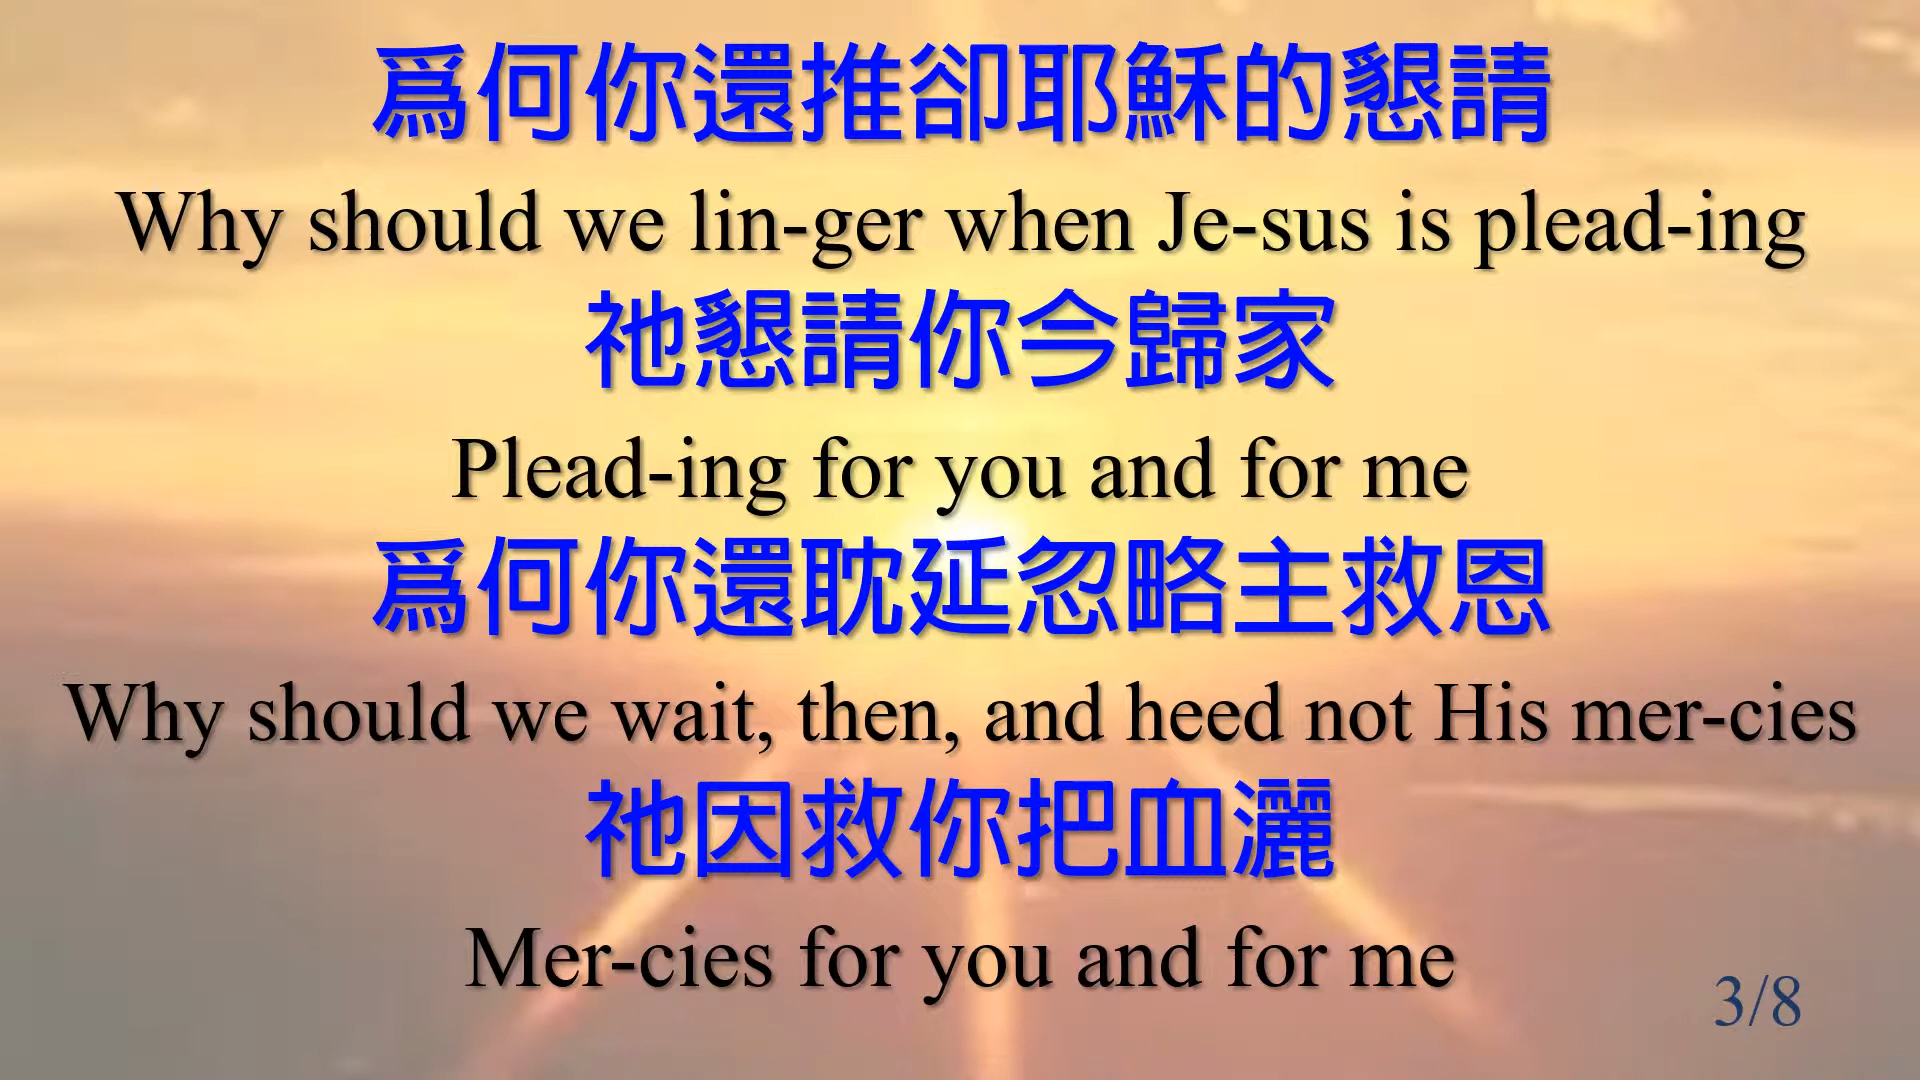 爲何你還推卻耶穌的懇請
Why should we lin-ger when Je-sus is plead-ing
祂懇請你今歸家
Plead-ing for you and for me
爲何你還耽延忽略主救恩
Why should we wait, then, and heed not His mer-cies
祂因救你把血灑
Mer-cies for you and for me
3/8